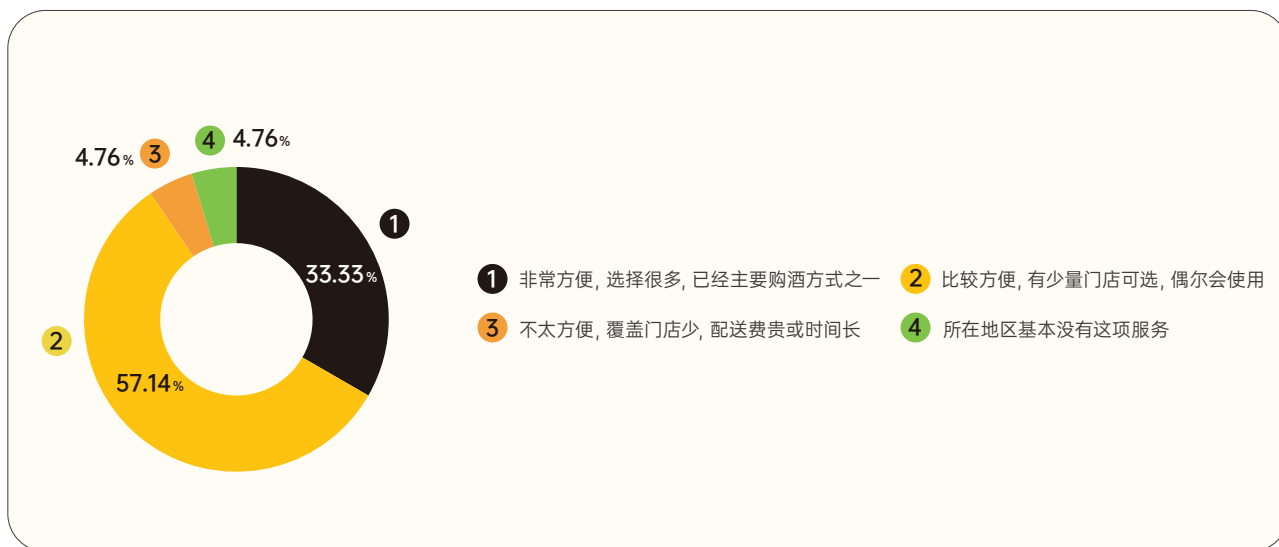 4 4.76%
4.76% 3
1
33.33%
2
57.14%
1 非常方便, 选择很多, 已经主要购酒方式之一
2 比较方便, 有少量门店可选, 偶尔会使用
3 不太方便, 覆盖门店少, 配送费贵或时间长
4 所在地区基本没有这项服务